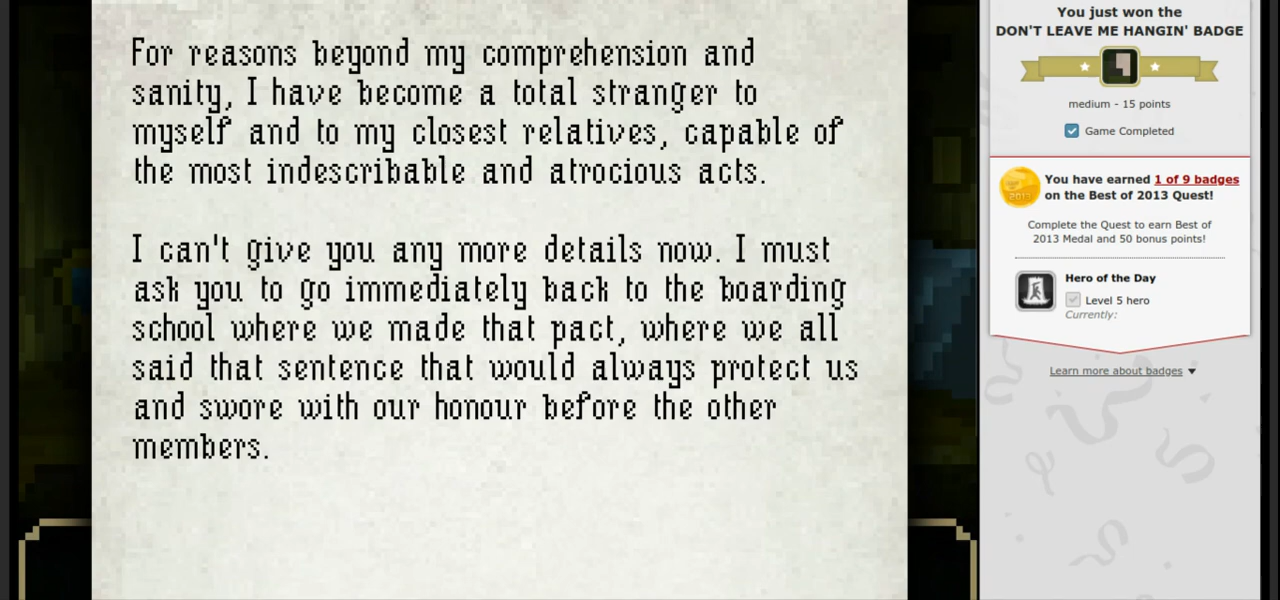 For reasons beyond my comprehension and
sanity, I have become a total stranger to
myself and to my closest relatives, capable of
the most indescribable and atrocious acts.
I can't give you any more details now. I must
ask you to go immediately back to the boarding
school where we made that pact, where we all
said that sentence that would always protect us
and swore with our honour before the other
members.
You just won the
DON'T LEAVE ME HANGIN' BADGE
medium - 15 points
Game Completed
You have earned 1 of 9 badges
on the Best of 2013 Quest!
2013
Complete the Quest to earn Best of
2013 Medal and 50 bonus points!
Hero of the Day
Level 5 hero
Currently:
Learn more about badges